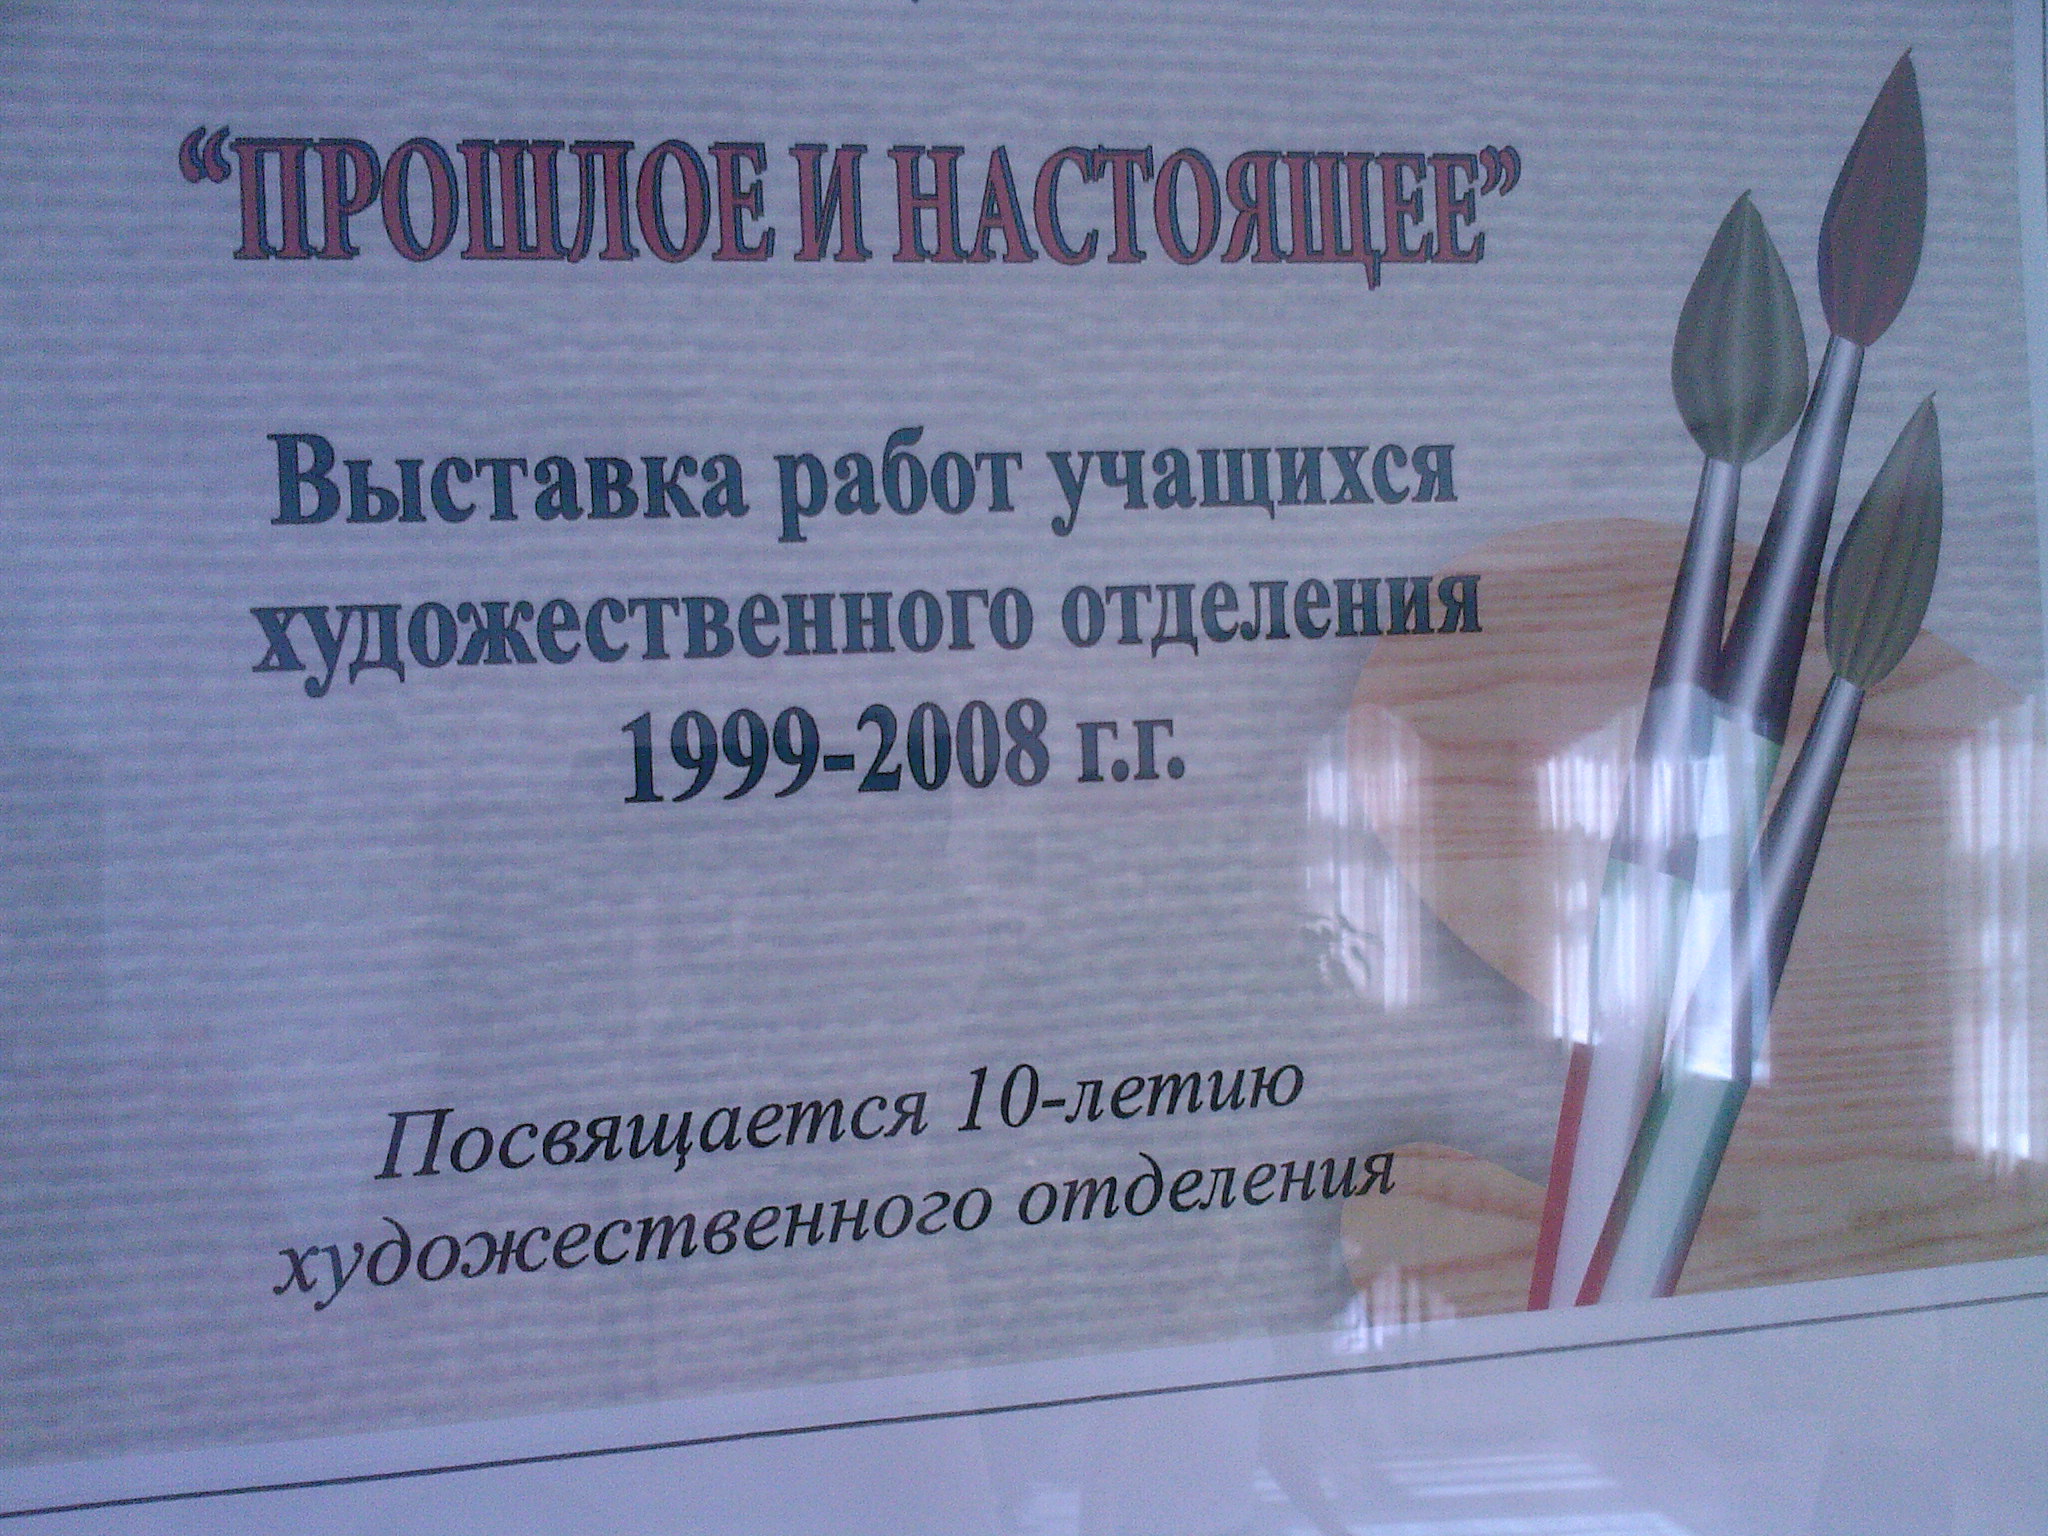 “ПРОШЛОЕ И НАСТОЯЩЕЕ”
Выставка работ учащихся
художественного отделения
1999-2008 г.г.
Посвящается 10-летию
художественного отделения